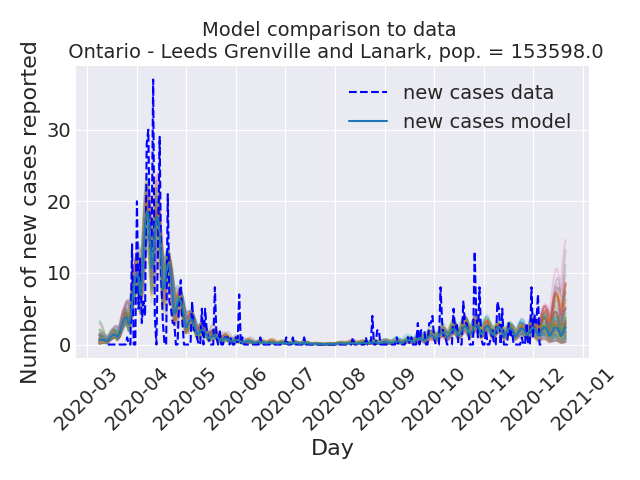 Model comparison to data
Ontario - Leeds Grenville and Lanark, pop. = 153598.0
Number of new cases reported
30
20
10
0
new cases data
new cases model
2020-03
2020-04
2020-05
2020-06
2020-07
2020-08
2020-09
2020-10
2020-11
2020-12
2021-01
Day